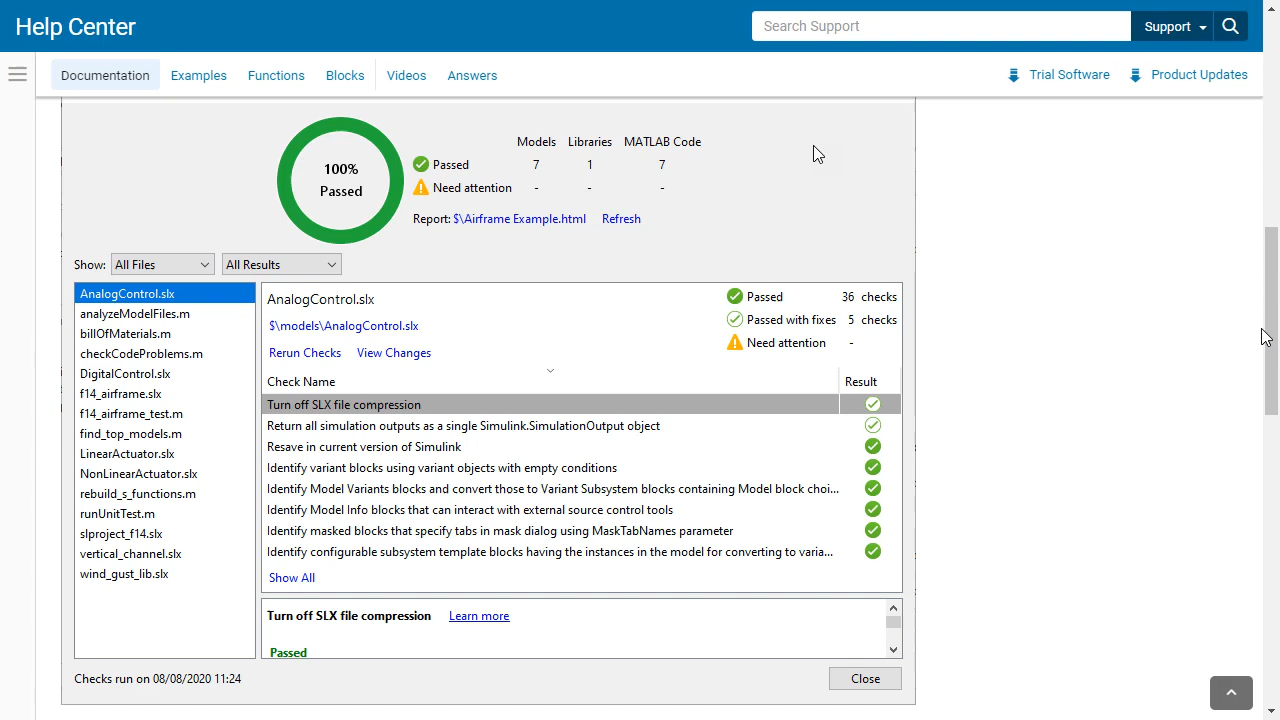 Help Center
Search Support
Support
Documentation Examples Functions Blocks Videos Answers Trial Software Product Updates
Models Libraries MATLAB Code
100% Passed
Passed 7 1 7
Need attention - - -
Report: $\Airframe Example.html Refresh
Show: All Files All Results
AnalogControl.slx
analyzeModelFiles.m
billOfMaterials.m
checkCodeProblems.m
DigitalControl.slx
f14_airframe.slx
f14_airframe_test.m
find_top_models.m
LinearActuator.slx
NonLinearActuator.slx
rebuild_s_functions.m
runUnitTest.m
slproject_f14.slx
vertical_channel.slx
wind_gust_lib.slx
AnalogControl.slx
$\models\AnalogControl.slx
Rerun Checks View Changes
Passed 36 checks
Passed with fixes 5 checks
Need attention -
Check Name Result
Turn off SLX file compression
Return all simulation outputs as a single Simulink.SimulationOutput object
Resave in current version of Simulink
Identify variant blocks using variant objects with empty conditions
Identify Model Variants blocks and convert those to Variant Subsystem blocks containing Model block choi...
Identify Model Info blocks that can interact with external source control tools
Identify masked blocks that specify tabs in mask dialog using MaskTabNames parameter
Identify configurable subsystem template blocks having the instances in the model for converting to varia...
Show All
Turn off SLX file compression Learn more
Passed
Checks run on 08/08/2020 11:24
Close